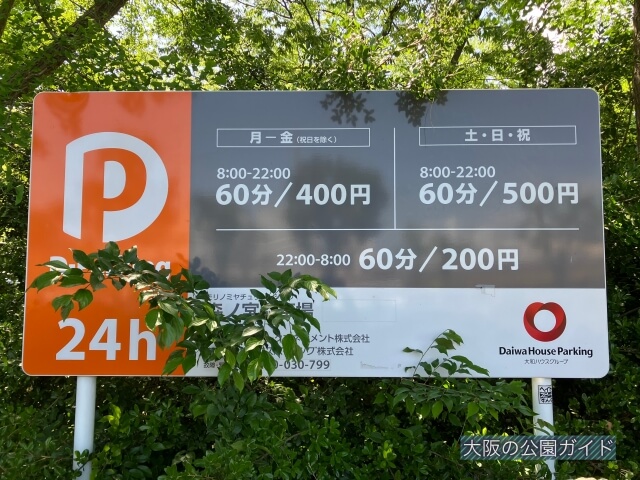 P
24h
月ー金(祝日を除く)
8:00-22:00
60分/400円
土・日・祝
8:00-22:00
60分/500円
22:00-8:00 60分/200円
メント株式会社
グ株式会社
-030-799
Daiwa House Parking
大和ハウスグループ
大阪の公園ガイド